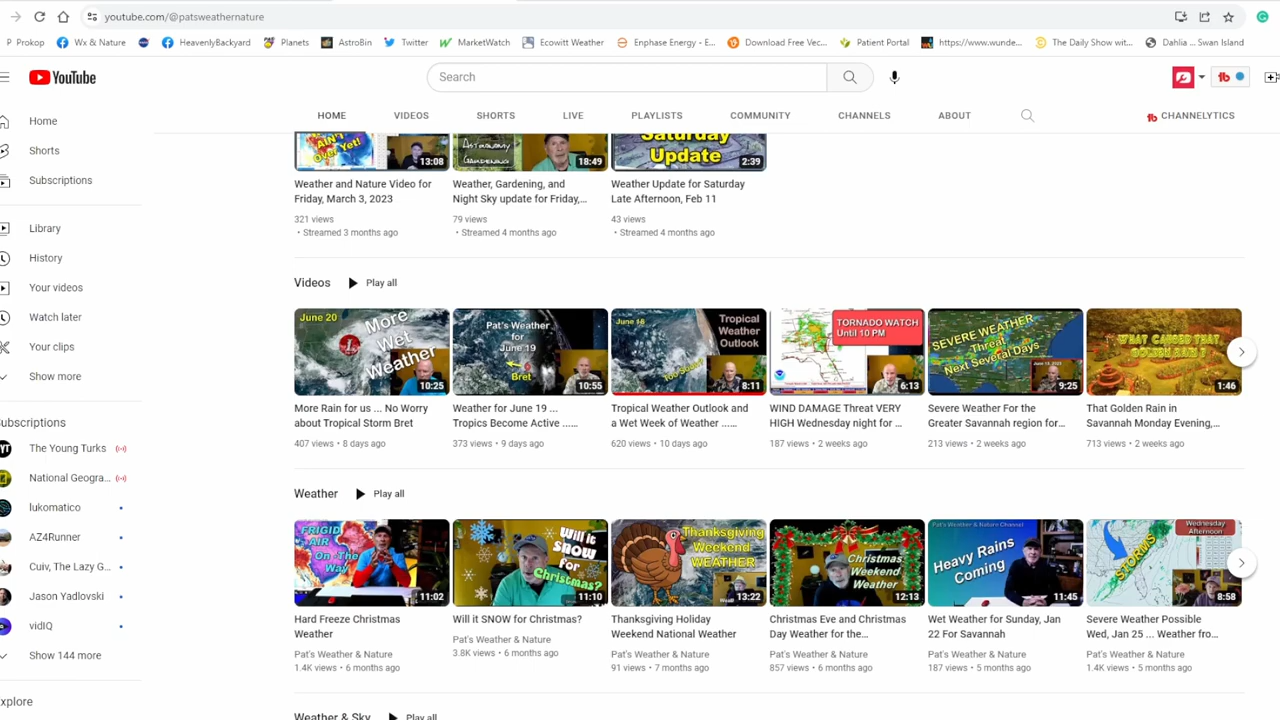 youtube.com/@patsweathernature
P Prokop Wx & Nature HeavenlyBackyard Planets AstroBin Twitter MarketWatch Ecowitt Weather Enphase Energy - E... Download Free Vec... Patient Portal https://www.wunde... The Daily Show wit... Dahlia ... Swan Island
YouTube
Search
HOME VIDEOS SHORTS LIVE PLAYLISTS COMMUNITY CHANNELS ABOUT CHANNELYTICS
Home
Shorts
Subscriptions
Library
History
Your videos
Watch later
Your clips
Show more
Subscriptions
The Young Turks
National Geogra...
lukomatico
AZ4Runner
Cuiv, The Lazy G...
Jason Yadlovski
vidIQ
Show 144 more
xplore
AIN'T
Over Yet!
13:08
ASTRONOMY
GARDENING
18:49
Saturday
Update
2:39
Weather and Nature Video for
Friday, March 3, 2023
321 views
• Streamed 3 months ago
Weather, Gardening, and
Night Sky update for Friday,...
79 views
• Streamed 4 months ago
Weather Update for Saturday
Late Afternoon, Feb 11
43 views
• Streamed 4 months ago
Videos Play all
June 20
More
Wet
Weather
10:25
Pat's Weather
for
June 19
Bret
10:55
June 18
Tropical
Weather
Outlook
Too Soon
8:11
TORNADO WATCH
Until 10 PM
6:13
SEVERE WEATHER
Threat
Next Several Days
9:25
WHAT CAUSED THAT
GOLDEN RAIN ?
1:46
More Rain for us ... No Worry
about Tropical Storm Bret
407 views • 8 days ago
Weather for June 19 ...
Tropics Become Active ......
373 views • 9 days ago
Tropical Weather Outlook and
a Wet Week of Weather ......
620 views • 10 days ago
WIND DAMAGE Threat VERY
HIGH Wednesday night for ...
187 views • 2 weeks ago
Severe Weather For the
Greater Savannah region for...
213 views • 2 weeks ago
That Golden Rain in
Savannah Monday Evening,...
713 views • 2 weeks ago
Weather Play all
FRIGID
AIR
On The
Way
11:02
Will it
SNOW
for
Christmas?
11:10
Thanksgiving
Weekend
WEATHER
13:22
Christmas
Weekend
Weather
12:13
Pat's Weather & Nature Channel
Heavy Rains
Coming
11:45
Wednesday
Afternoon
STORMS
8:58
Hard Freeze Christmas
Weather
Pat's Weather & Nature
1.4K views • 6 months ago
Will it SNOW for Christmas?
Pat's Weather & Nature
3.8K views • 6 months ago
Thanksgiving Holiday
Weekend National Weather
Pat's Weather & Nature
91 views • 7 months ago
Christmas Eve and Christmas
Day Weather for the...
Pat's Weather & Nature
857 views • 6 months ago
Wet Weather for Sunday, Jan
22 For Savannah
Pat's Weather & Nature
187 views • 5 months ago
Severe Weather Possible
Wed, Jan 25 ... Weather fro...
Pat's Weather & Nature
1.4K views • 5 months ago
Weather & Sky Play all